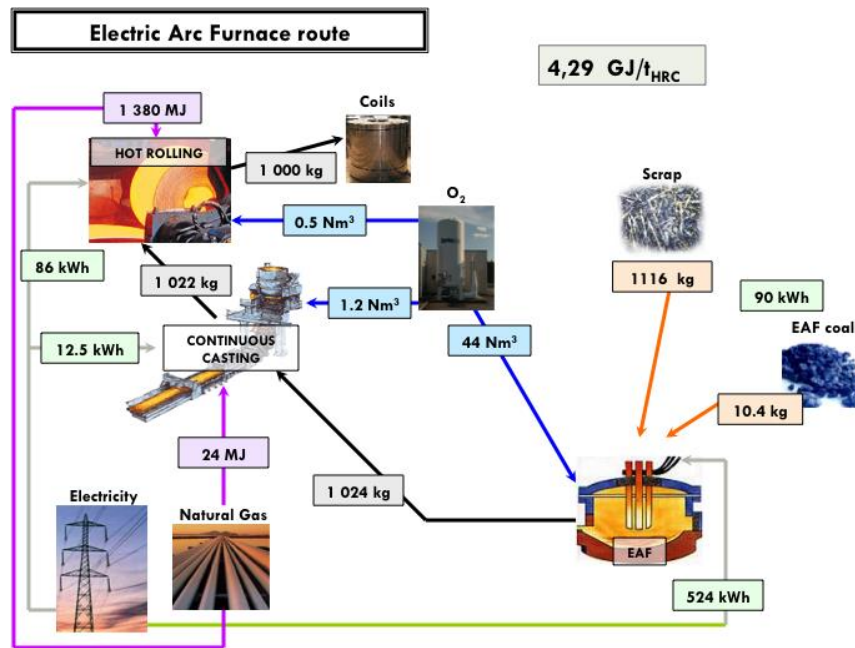 Electric Arc Furnace route
4,29 GJ/tHRC
1 380 MJ
Coils
HOT ROLLING
1 000 kg
O2
Scrap
0.5 Nm³
86 kWh
1 022 kg
1116 kg
90 kWh
1.2 Nm³
EAF coal
12.5 kWh
CONTINUOUS
CASTING
44 Nm³
10.4 kg
24 MJ
1 024 kg
Electricity
Natural Gas
EAF
524 kWh